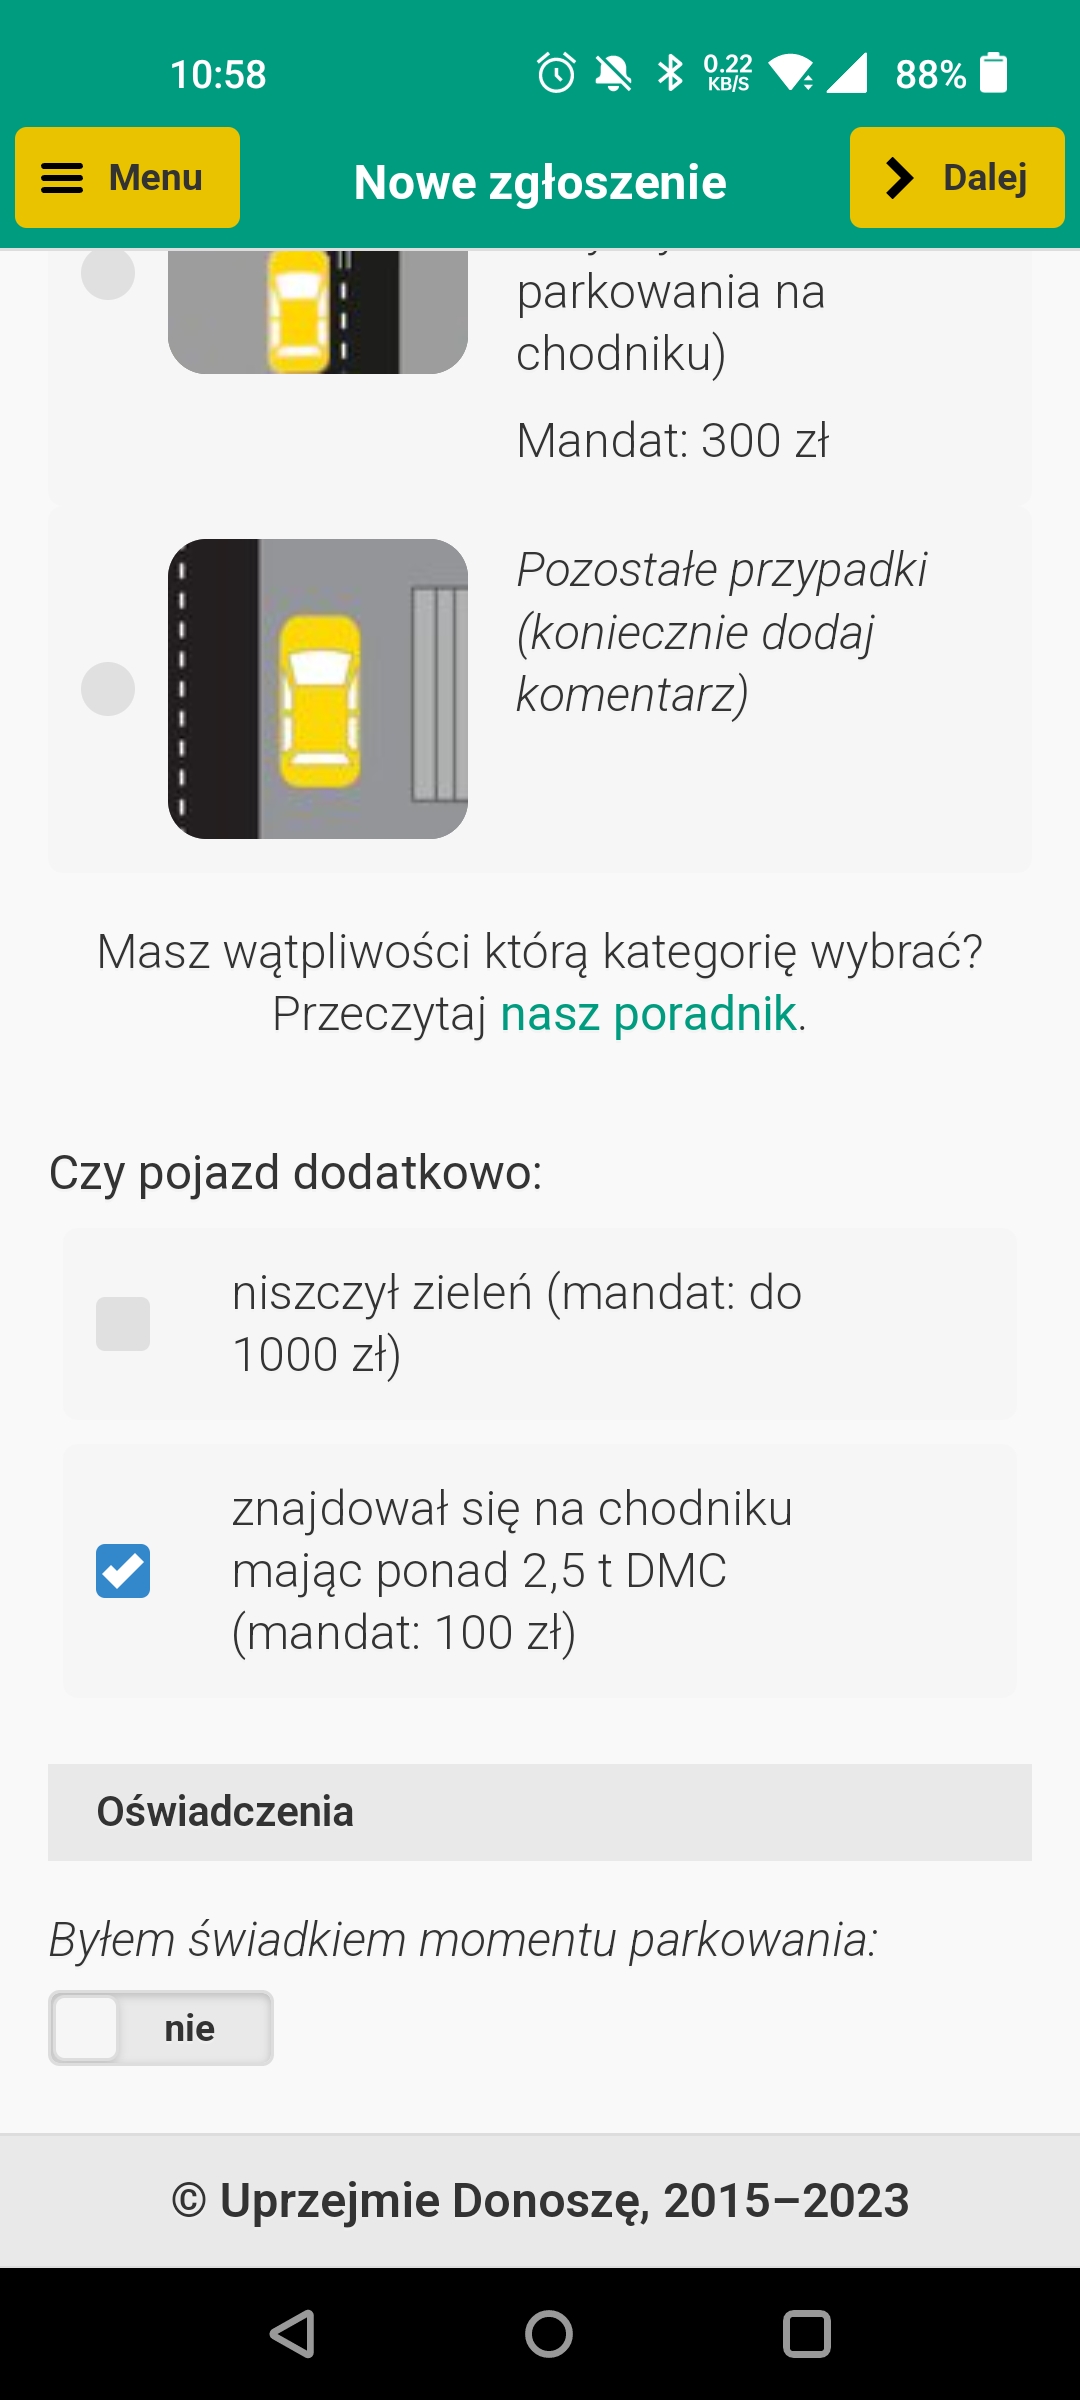 10:58
0.22
KB/S
88%
Menu
Nowe zgłoszenie
Dalej
parkowania na
chodniku)
Mandat: 300 zł
Pozostałe przypadki
(koniecznie dodaj
komentarz)
Masz wątpliwości którą kategorię wybrać?
Przeczytaj nasz poradnik.
Czy pojazd dodatkowo:
niszczył zieleń (mandat: do
1000 zł)
znajdował się na chodniku
mając ponad 2,5 t DMC
(mandat: 100 zł)
Oświadczenia
Byłem świadkiem momentu parkowania:
nie
© Uprzejmie Donoszę, 2015–2023